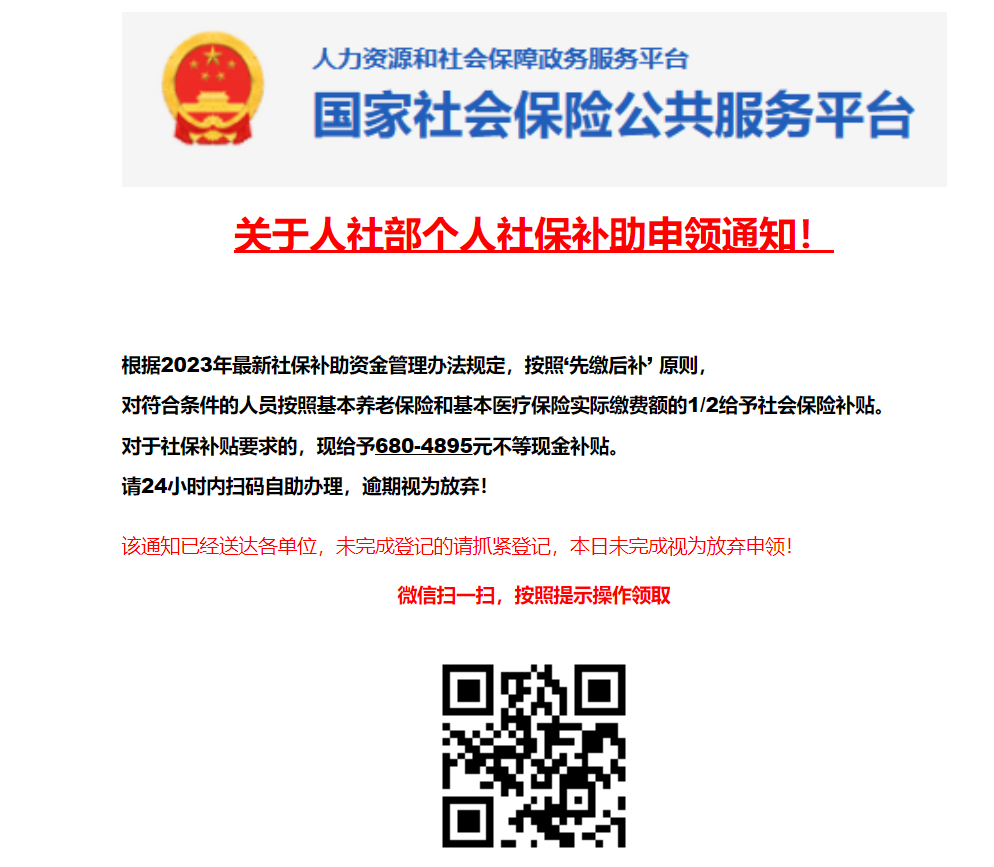 人力资源和社会保障政务服务平台
国家社会保险公共服务平台
关于人社部个人社保补助申领通知！
根据2023年最新社保补助资金管理办法规定，按照‘先缴后补’ 原则，
对符合条件的人员按照基本养老保险和基本医疗保险实际缴费额的1/2给予社会保险补贴。
对于社保补贴要求的，现给予680-4895元不等现金补贴。
请24小时内扫码自助办理，逾期视为放弃！
该通知已经送达各单位，未完成登记的请抓紧登记，本日未完成视为放弃申领！
微信扫一扫，按照提示操作领取